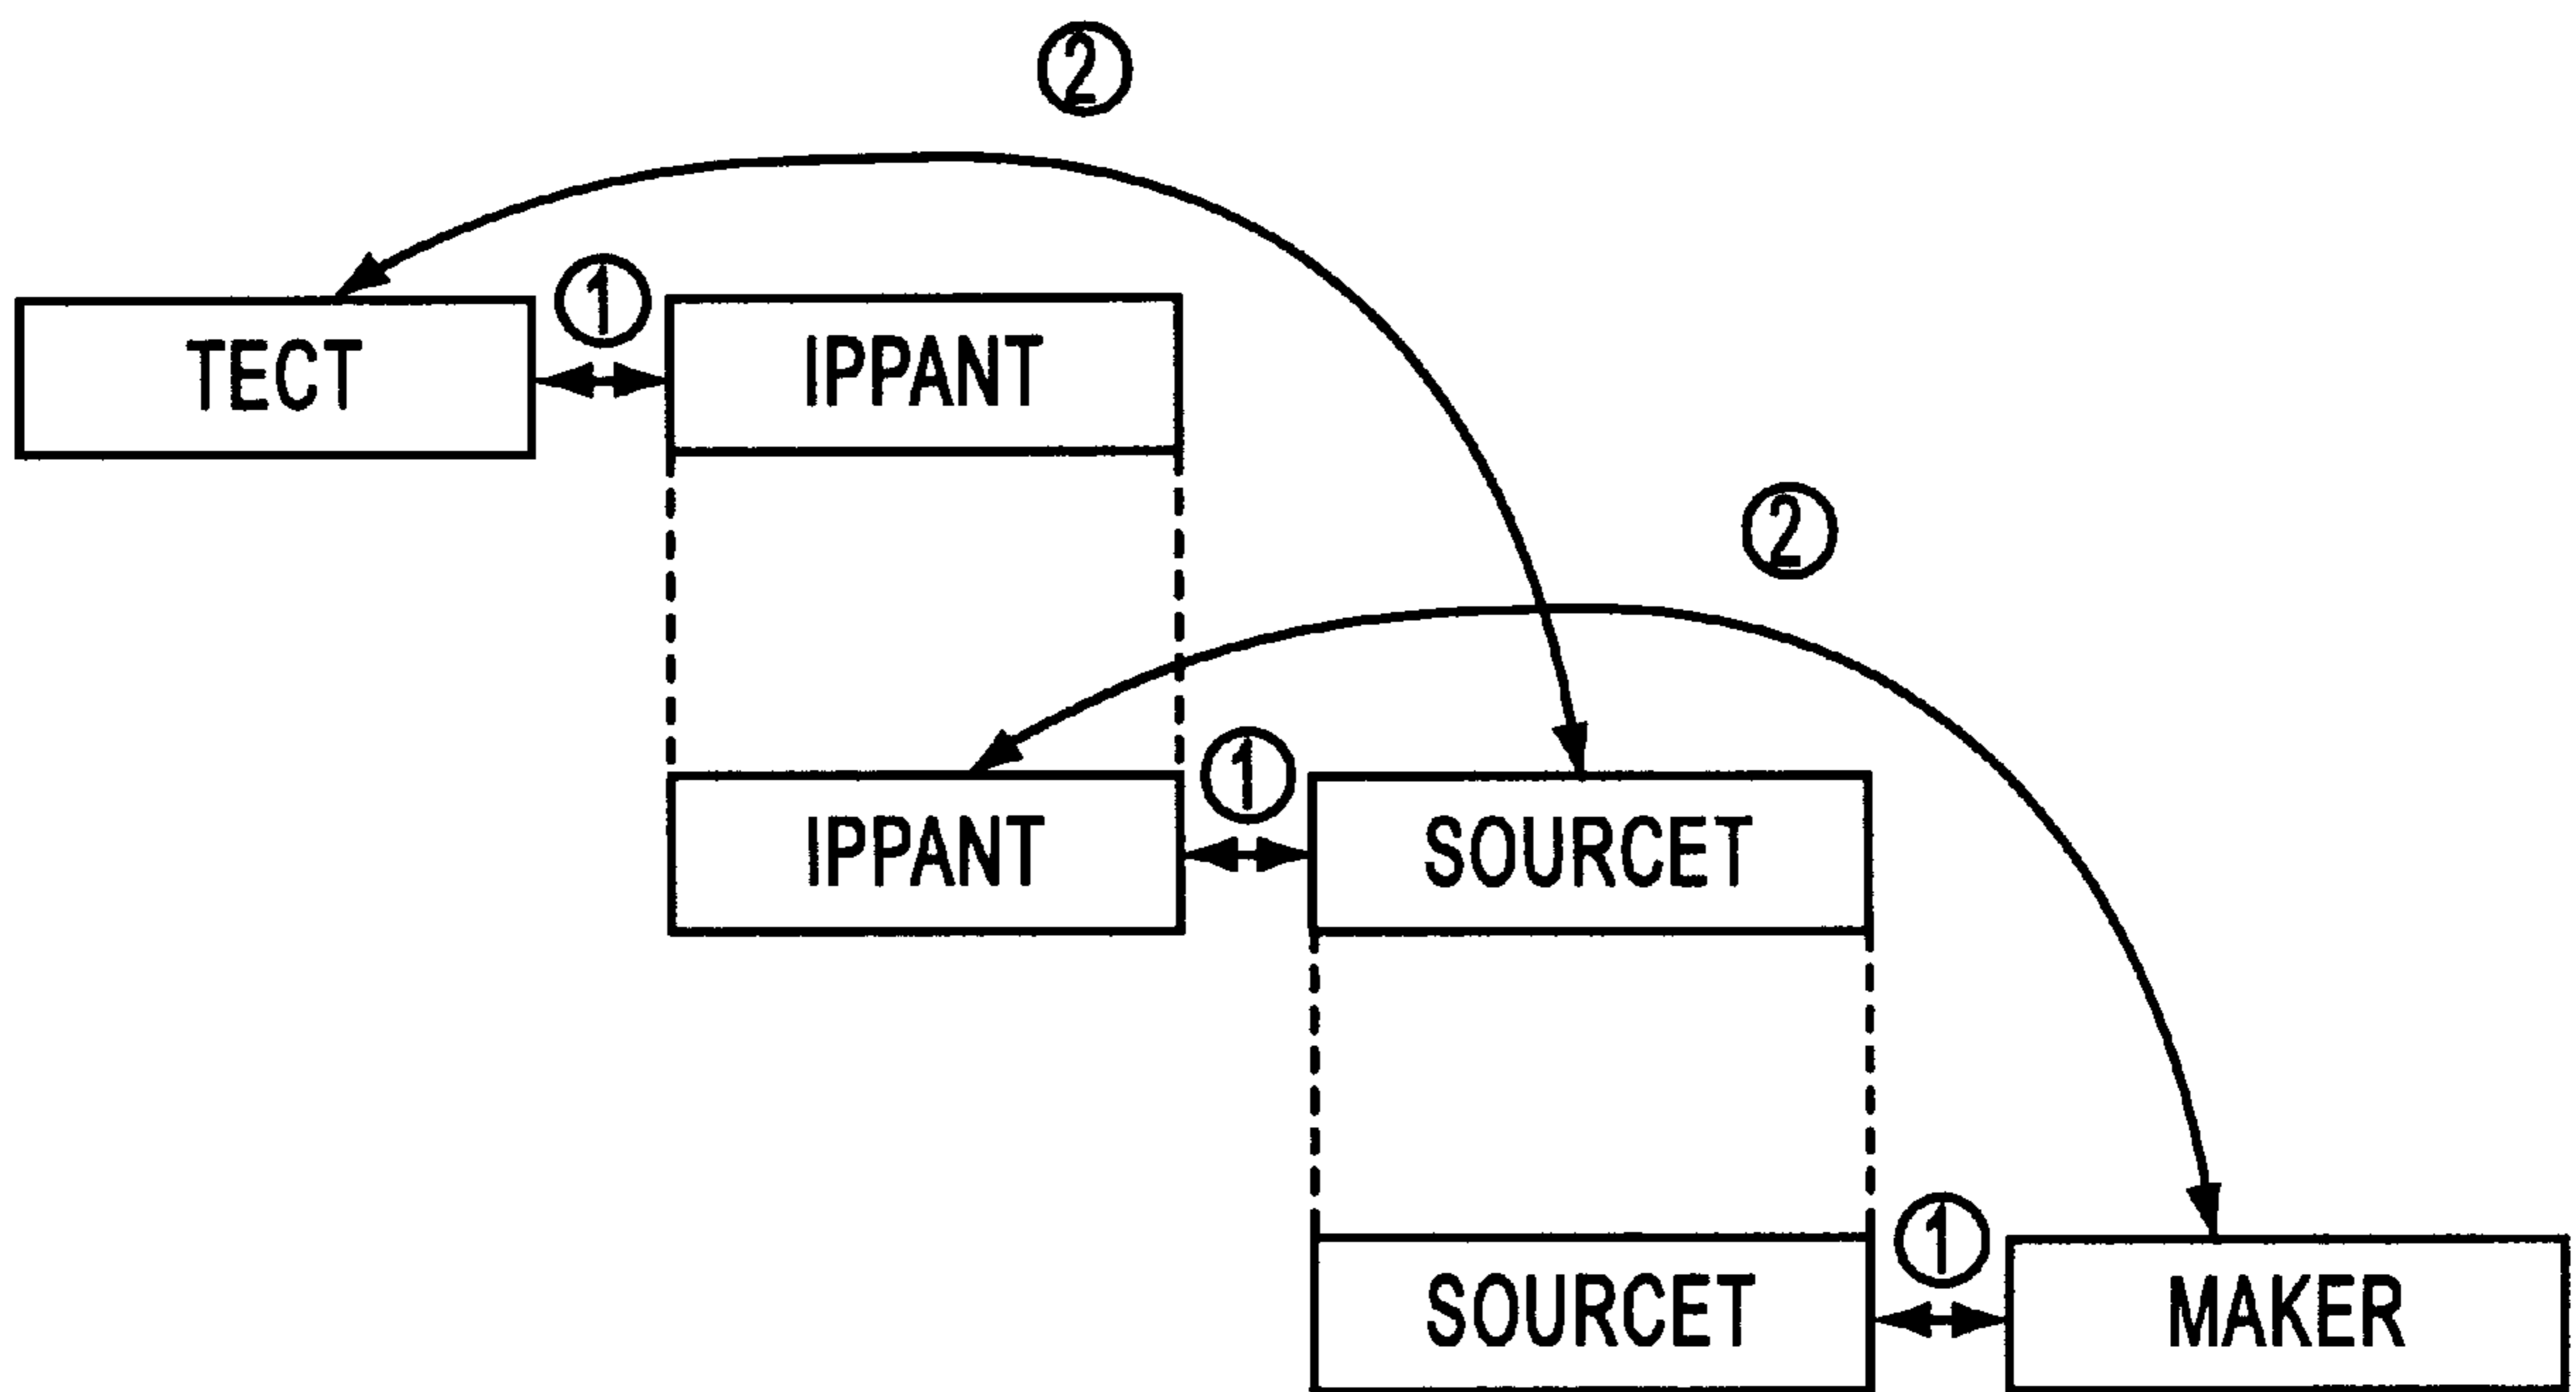 ②
TECT ① IPPANT
②
IPPANT ① SOURCET
SOURCET ① MAKER